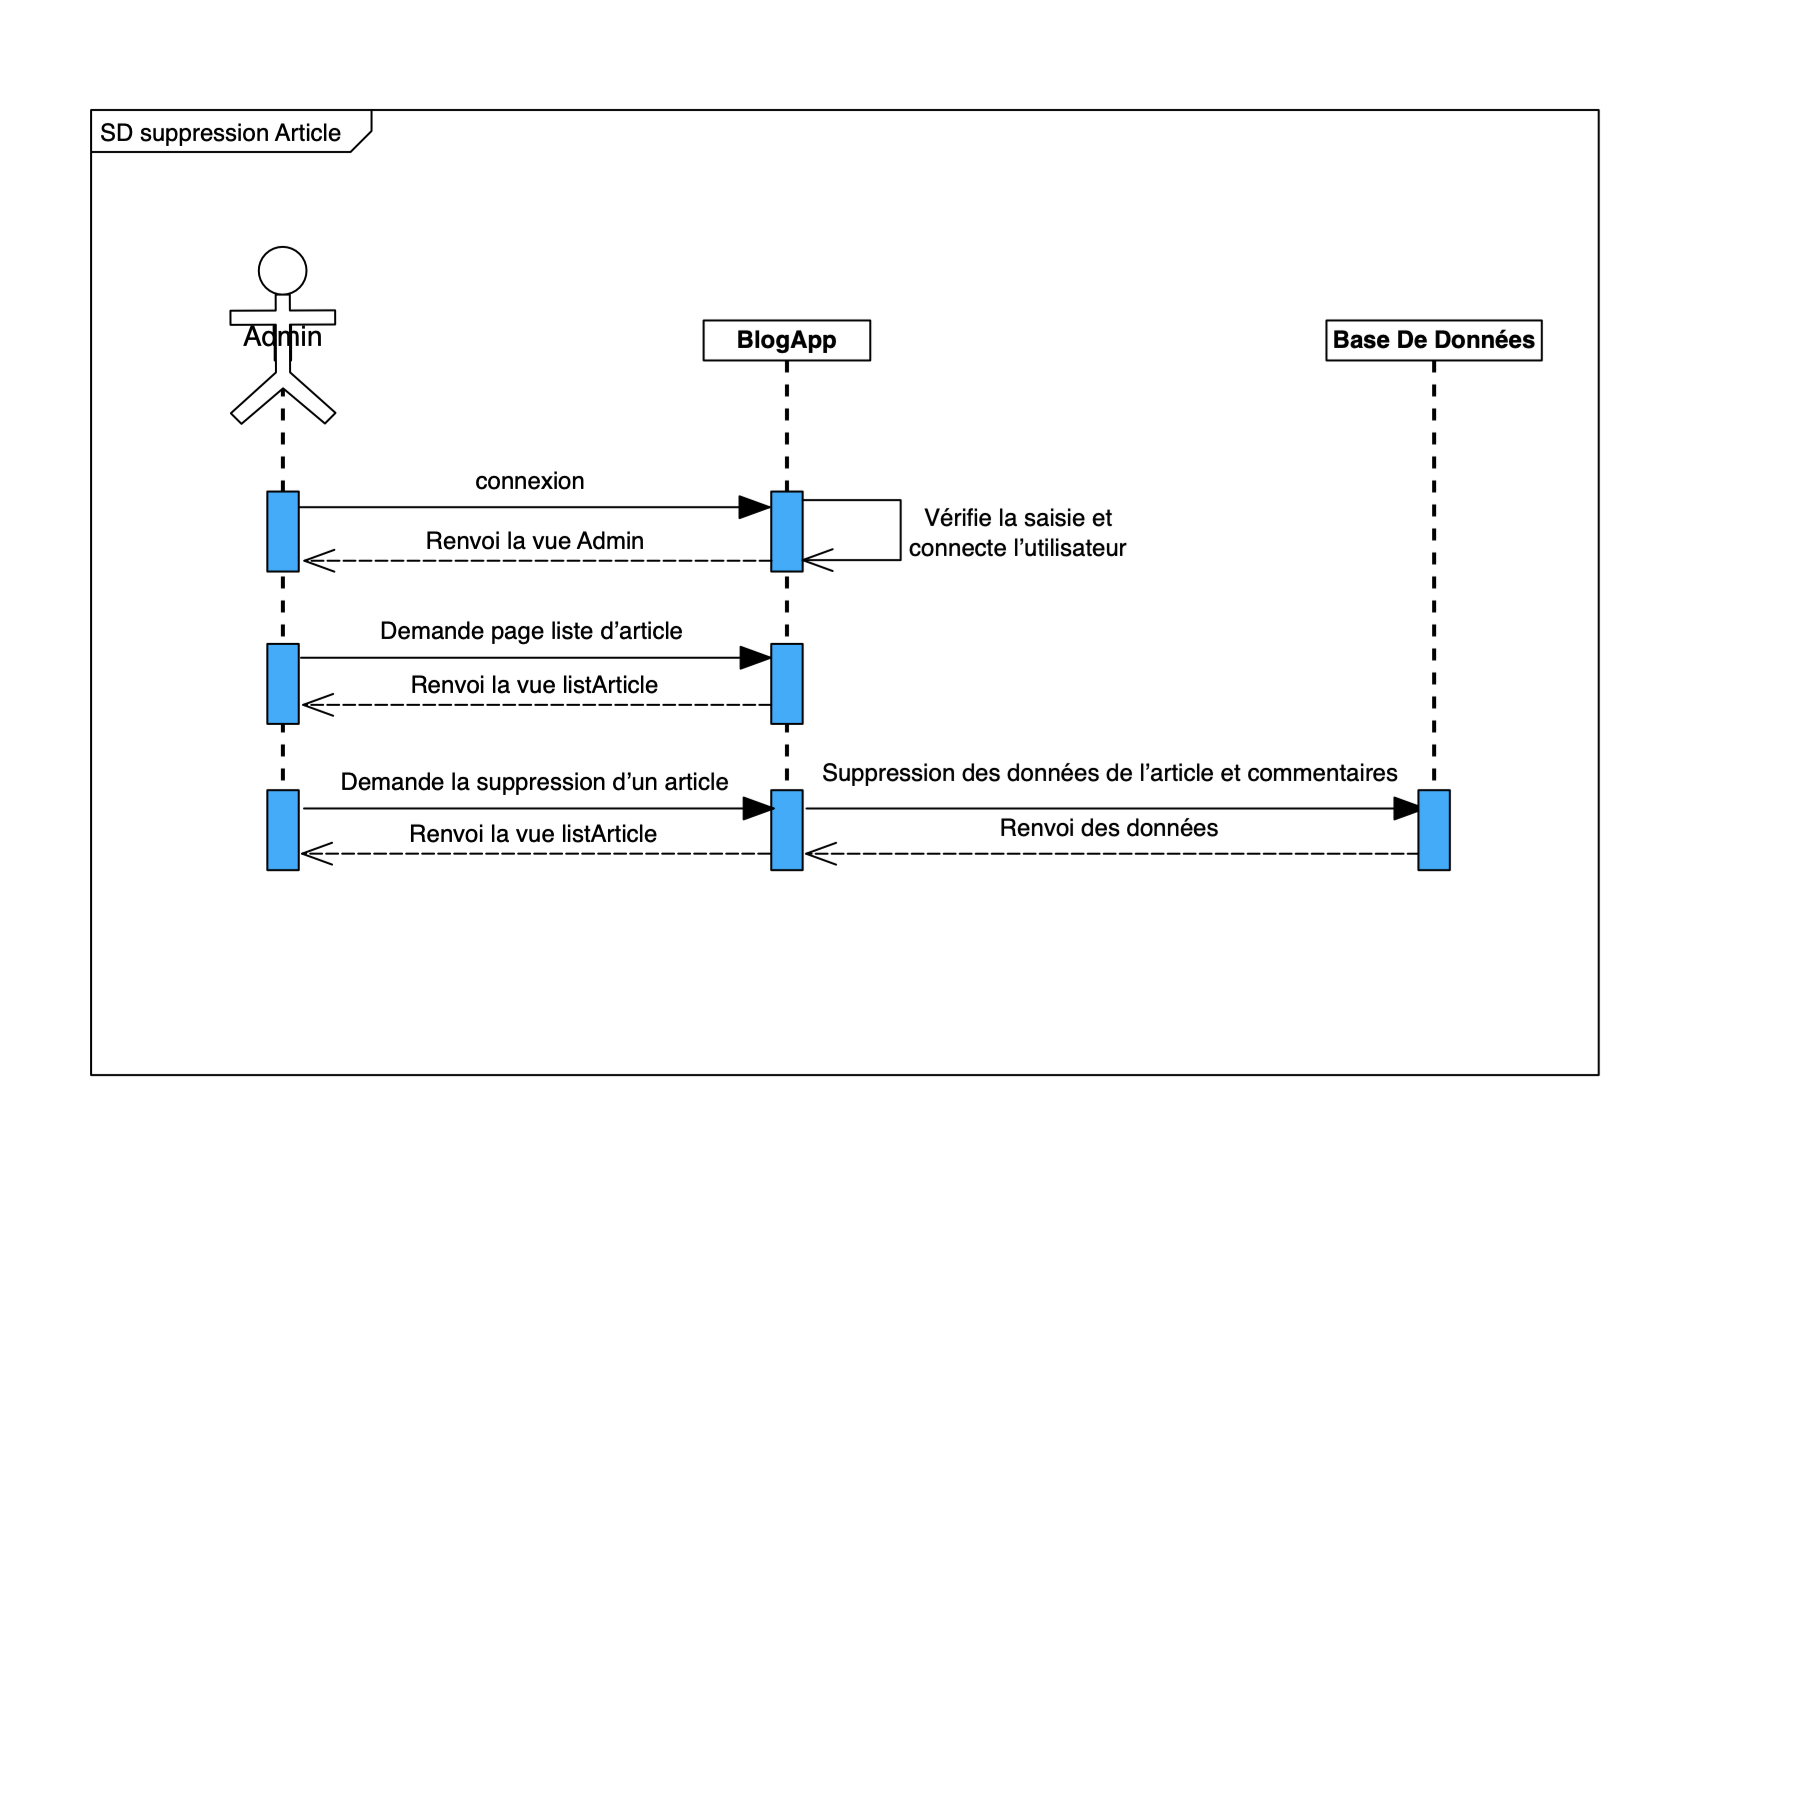 SD suppression Article
Admin
BlogApp
Base De Données
connexion
Vérifie la saisie et
connecte l’utilisateur
Renvoi la vue Admin
Demande page liste d’article
Renvoi la vue listArticle
Demande la suppression d’un article
Suppression des données de l’article et commentaires
Renvoi la vue listArticle
Renvoi des données